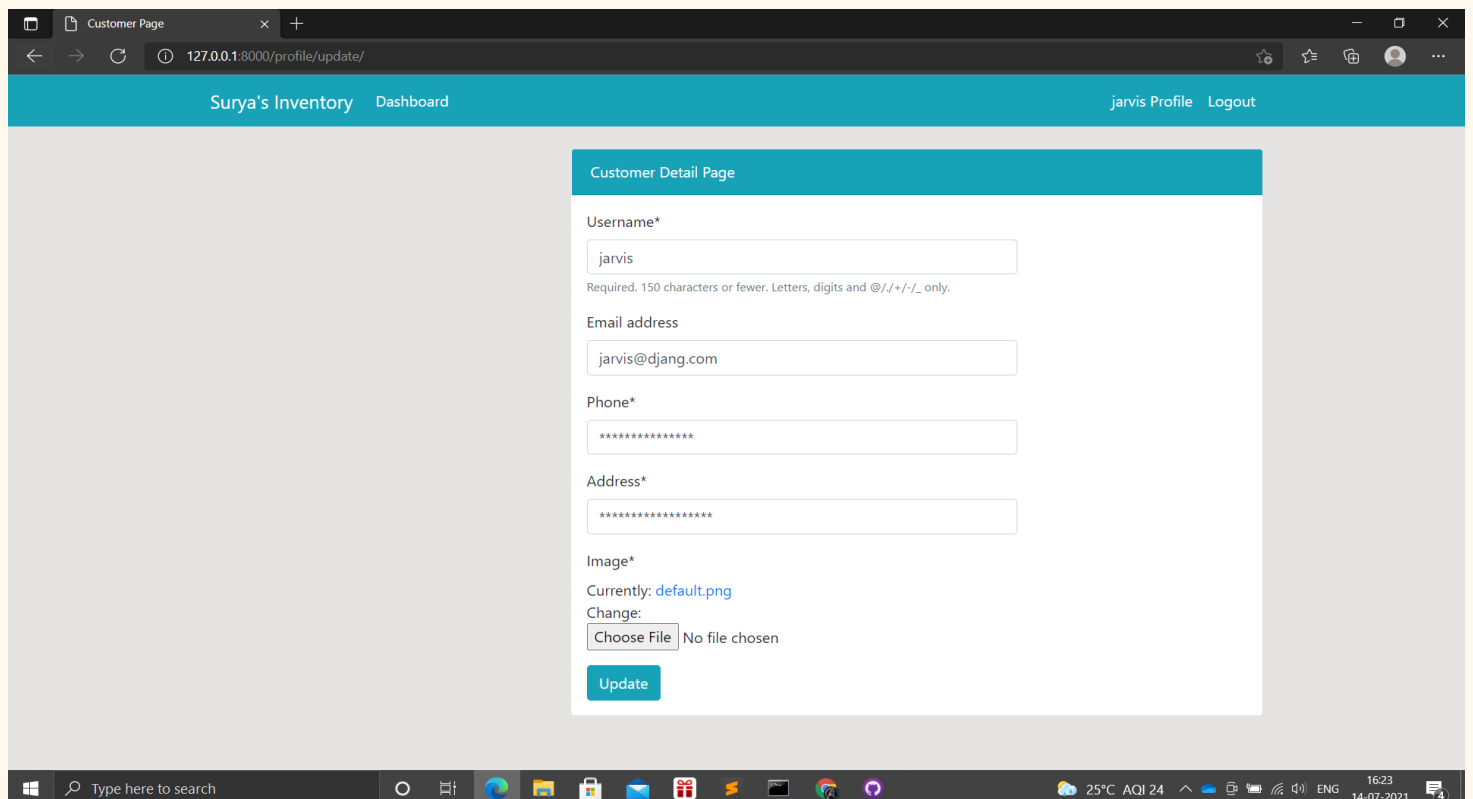 Customer Page
127.0.0.1:8000/profile/update/
Surya's Inventory Dashboard jarvis Profile Logout
Customer Detail Page
Username*
jarvis
Required. 150 characters or fewer. Letters, digits and @/./+/-/_ only.
Email address
jarvis@djang.com
Phone*
***************
Address*
******************
Image*
Currently: default.png
Change:
Choose File No file chosen
Update
Type here to search
25°C AQI 24 ENG
16:23
14-07-2021
4